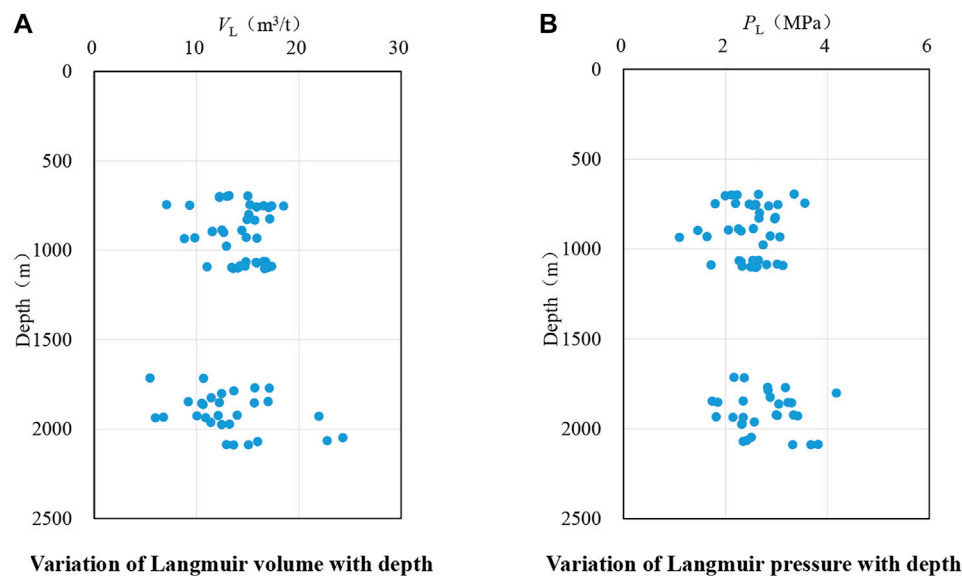 A
V_L（m³/t）
0 10 20 30
0
500
1000
1500
2000
2500
Depth（m）
Variation of Langmuir volume with depth
B
P_L（MPa）
0 2 4 6
0
500
1000
1500
2000
2500
Depth（m）
Variation of Langmuir pressure with depth